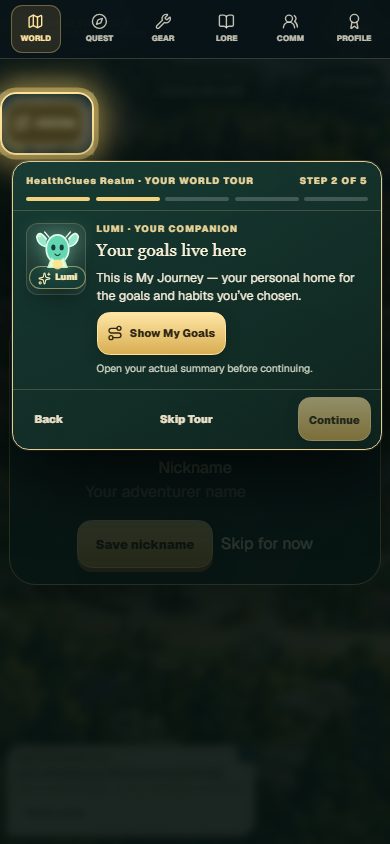 WORLD
QUEST
GEAR
LORE
COMM
PROFILE
HealthClues Realm · YOUR WORLD TOUR
STEP 2 OF 5
LUMI · YOUR COMPANION
Your goals live here
Lumi
This is My Journey — your personal home for
the goals and habits you've chosen.
Show My Goals
Open your actual summary before continuing.
Back
Skip Tour
Continue
Nickname
Your adventurer name
Save nickname
Skip for now